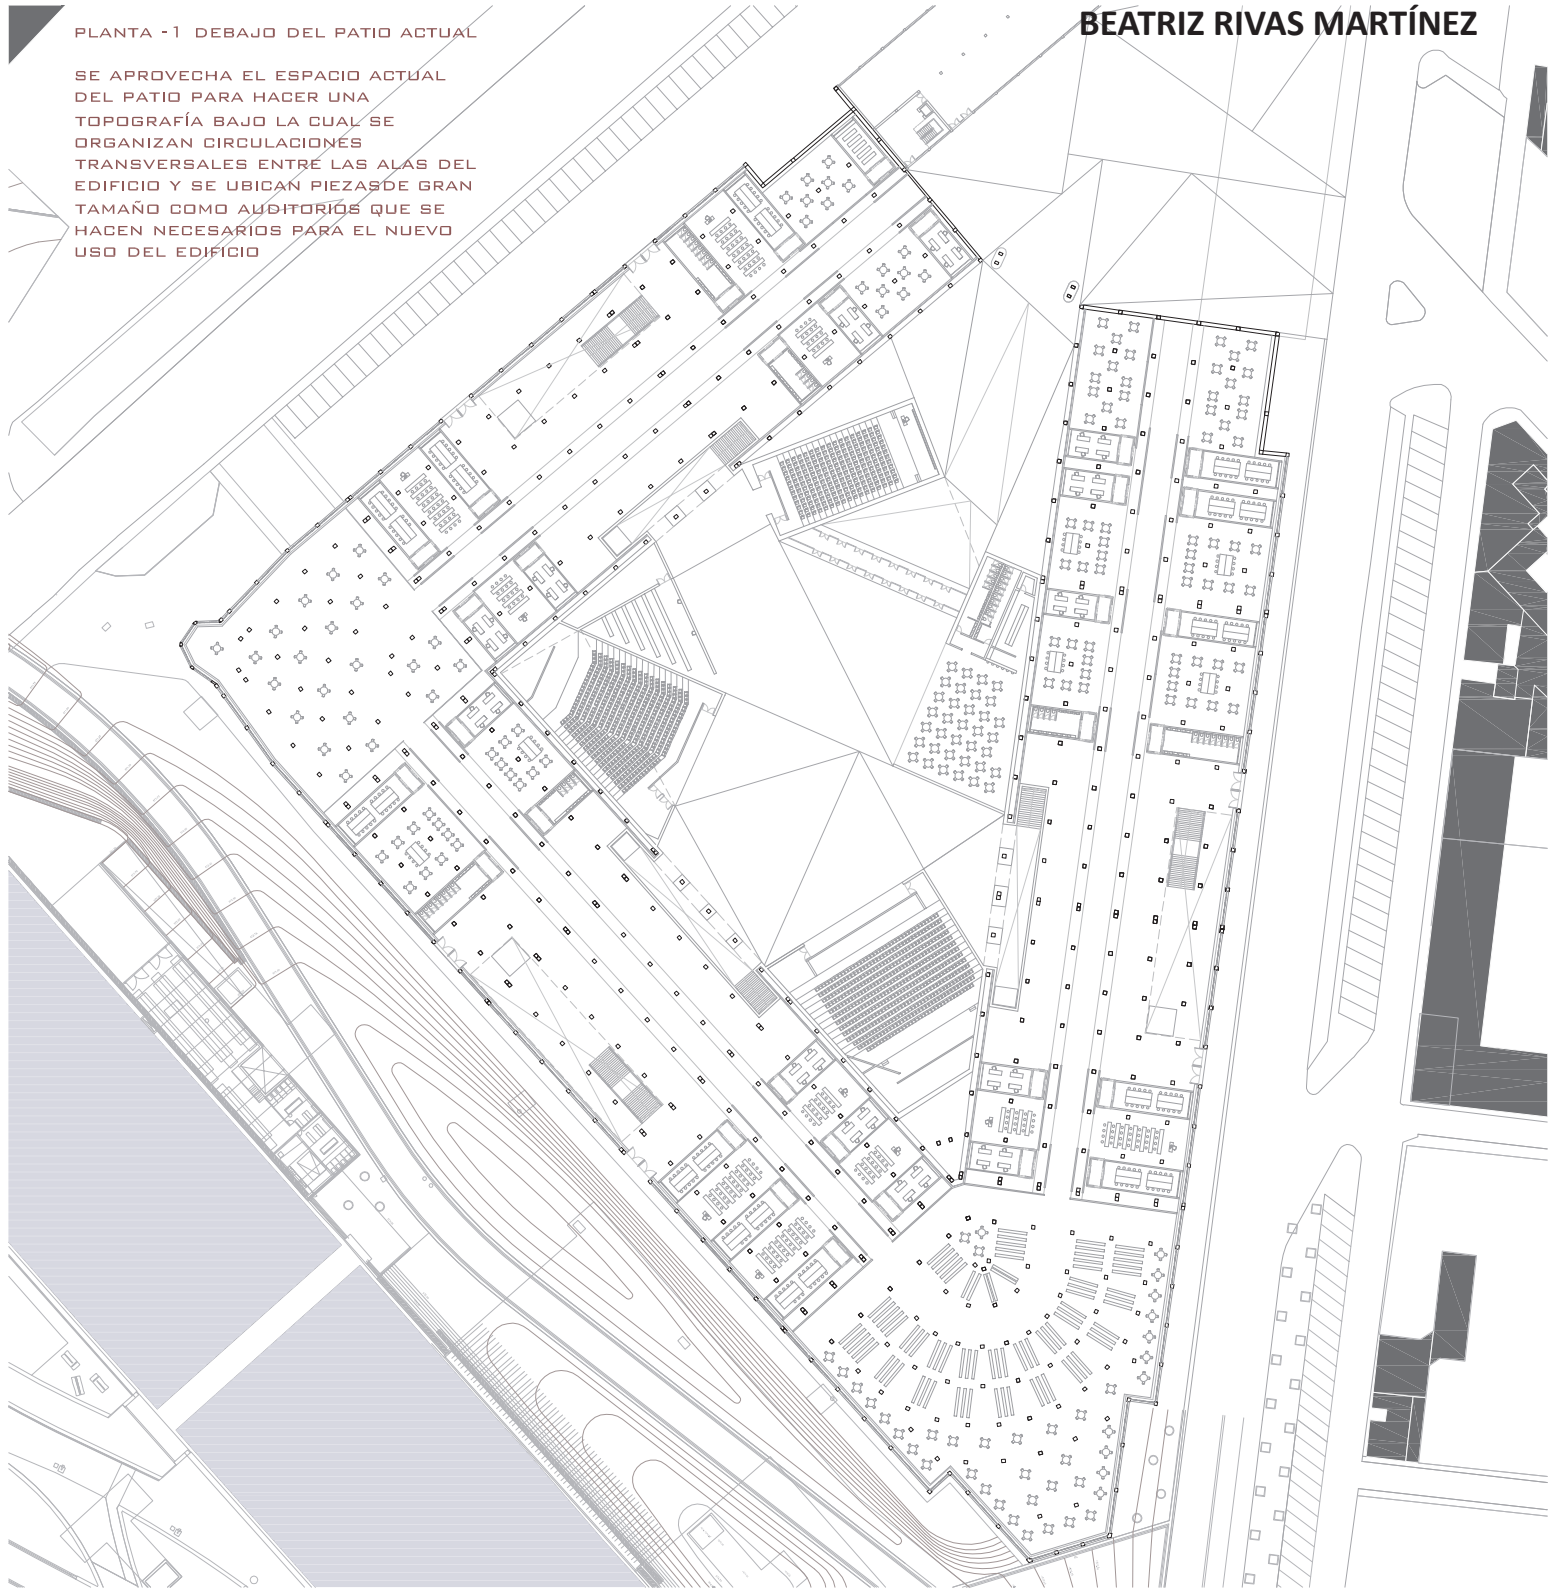 BEATRIZ RIVAS MARTÍNEZ
PLANTA -1 DEBAJO DEL PATIO ACTUAL
SE APROVECHA EL ESPACIO ACTUAL
DEL PATIO PARA HACER UNA
TOPOGRAFÍA BAJO LA CUAL SE
ORGANIZAN CIRCULACIONES
TRANSVERSALES ENTRE LAS ALAS DEL
EDIFICIO Y SE UBICAN PIEZASDE GRAN
TAMAÑO COMO AUDITORIOS QUE SE
HACEN NECESARIOS PARA EL NUEVO
USO DEL EDIFICIO